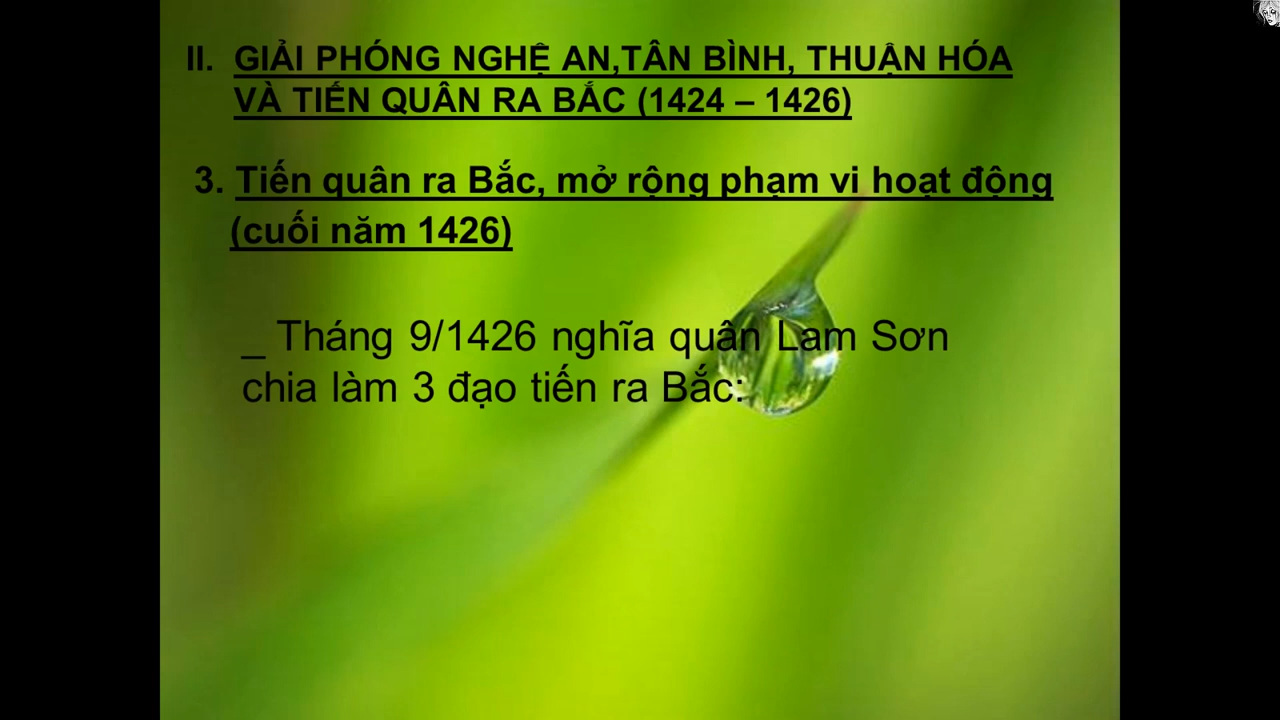 II. GIẢI PHÓNG NGHỆ AN,TÂN BÌNH, THUẬN HÓA
VÀ TIẾN QUÂN RA BẮC (1424 – 1426)
3. Tiến quân ra Bắc, mở rộng phạm vi hoạt động
(cuối năm 1426)
_ Tháng 9/1426 nghĩa quân Lam Sơn
chia làm 3 đạo tiến ra Bắc: